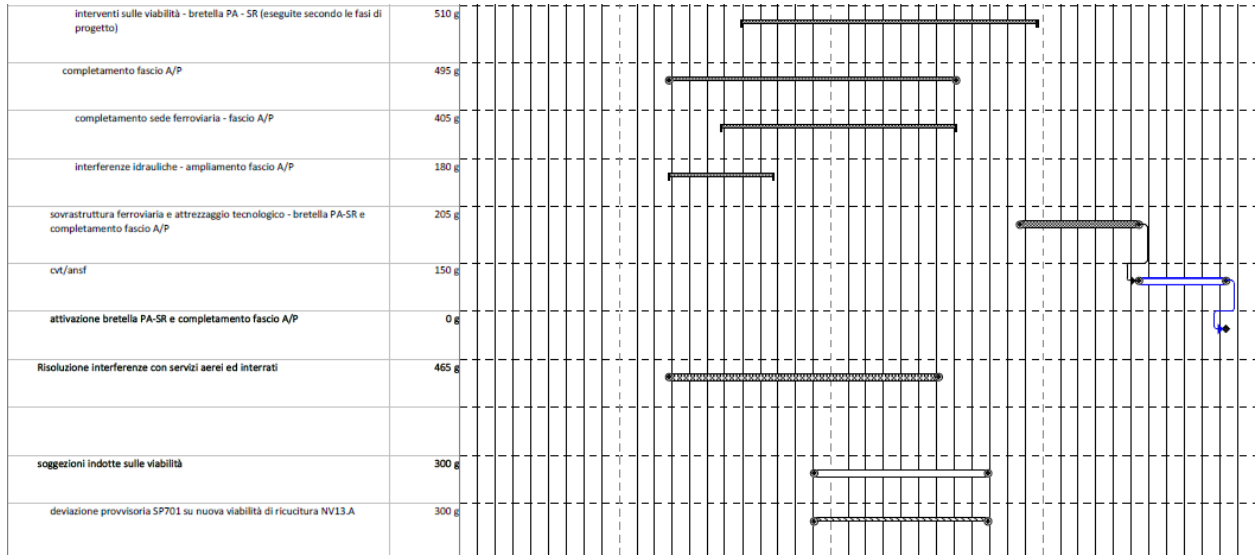 interventi sulle viabilità - bretella PA - SR (eseguite secondo le fasi di 510 g
progetto)
completamento fascio A/P 495 g
completamento sede ferroviaria - fascio A/P 405 g
interferenze idrauliche - ampliamento fascio A/P 180 g
sovrastruttura ferroviaria e attrezzaggio tecnologico - bretella PA-SR e 205 g
completamento fascio A/P
cvt/ansf 150 g
attivazione bretella PA-SR e completamento fascio A/P 0 g
Risoluzione interferenze con servizi aerei ed interrati 465 g
soggezioni indotte sulle viabilità 300 g
deviazione provvisoria SP701 su nuova viabilità di ricucitura NV13.A 300 g